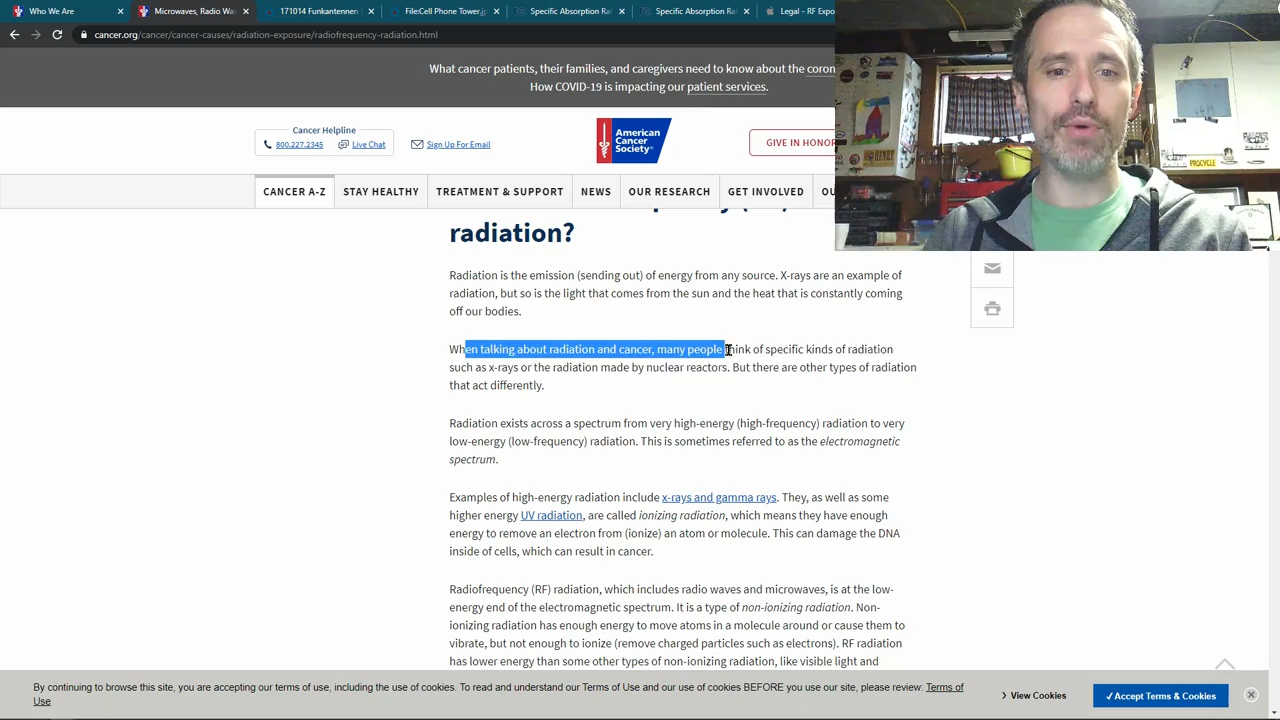 Who We Are
Microwaves, Radio Wa
171014 Funkantennen
File:Cell Phone Tower.jp
Specific Absorption Ra
Specific Absorption Ra
Legal - RF Expo
cancer.org/cancer/cancer-causes/radiation-exposure/radiofrequency-radiation.html
What cancer patients, their families, and caregivers need to know about the coron
How COVID-19 is impacting our patient services.
Cancer Helpline
800.227.2345
Live Chat
Sign Up For Email
American
Cancer
Society
GIVE IN HONOR
CANCER A-Z
STAY HEALTHY
TREATMENT & SUPPORT
NEWS
OUR RESEARCH
GET INVOLVED
OU
radiation?
Radiation is the emission (sending out) of energy from any source. X-rays are an example of
radiation, but so is the light that comes from the sun and the heat that is constantly coming
off our bodies.
When talking about radiation and cancer, many people think of specific kinds of radiation
such as x-rays or the radiation made by nuclear reactors. But there are other types of radiation
that act differently.
Radiation exists across a spectrum from very high-energy (high-frequency) radiation to very
low-energy (low-frequency) radiation. This is sometimes referred to as the electromagnetic
spectrum.
Examples of high-energy radiation include x-rays and gamma rays. They, as well as some
higher energy UV radiation, are called ionizing radiation, which means they have enough
energy to remove an electron from (ionize) an atom or molecule. This can damage the DNA
inside of cells, which can result in cancer.
Radiofrequency (RF) radiation, which includes radio waves and microwaves, is at the low-
energy end of the electromagnetic spectrum. It is a type of non-ionizing radiation. Non-
ionizing radiation has enough energy to move atoms in a molecule around or cause them to
vibrate, but not enough to ionize (remove charged particles such as electrons). RF radiation
has lower energy than some other types of non-ionizing radiation, like visible light and
By continuing to browse this site, you are accepting our terms of use, including the use of cookies. To read and understand our Terms of Use and our use of cookies BEFORE you use our site, please review: Terms of
Use
View Cookies
Accept Terms & Cookies
HENRY
PROCYCLE